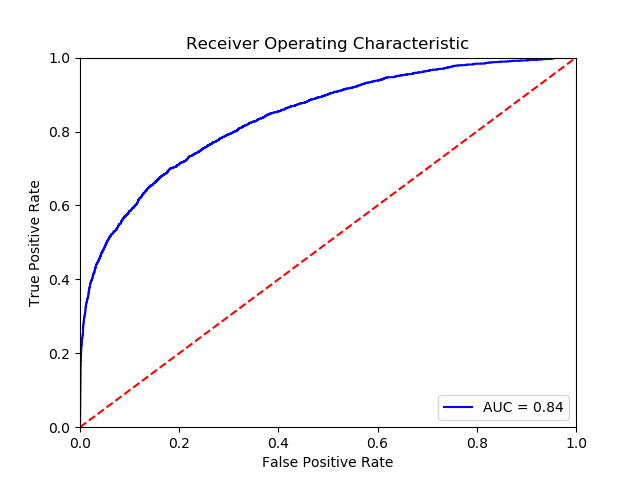 Receiver Operating Characteristic
1.0
0.8
0.6
0.4
0.2
0.0
True Positive Rate
AUC = 0.84
0.0 0.2 0.4 0.6 0.8 1.0
False Positive Rate